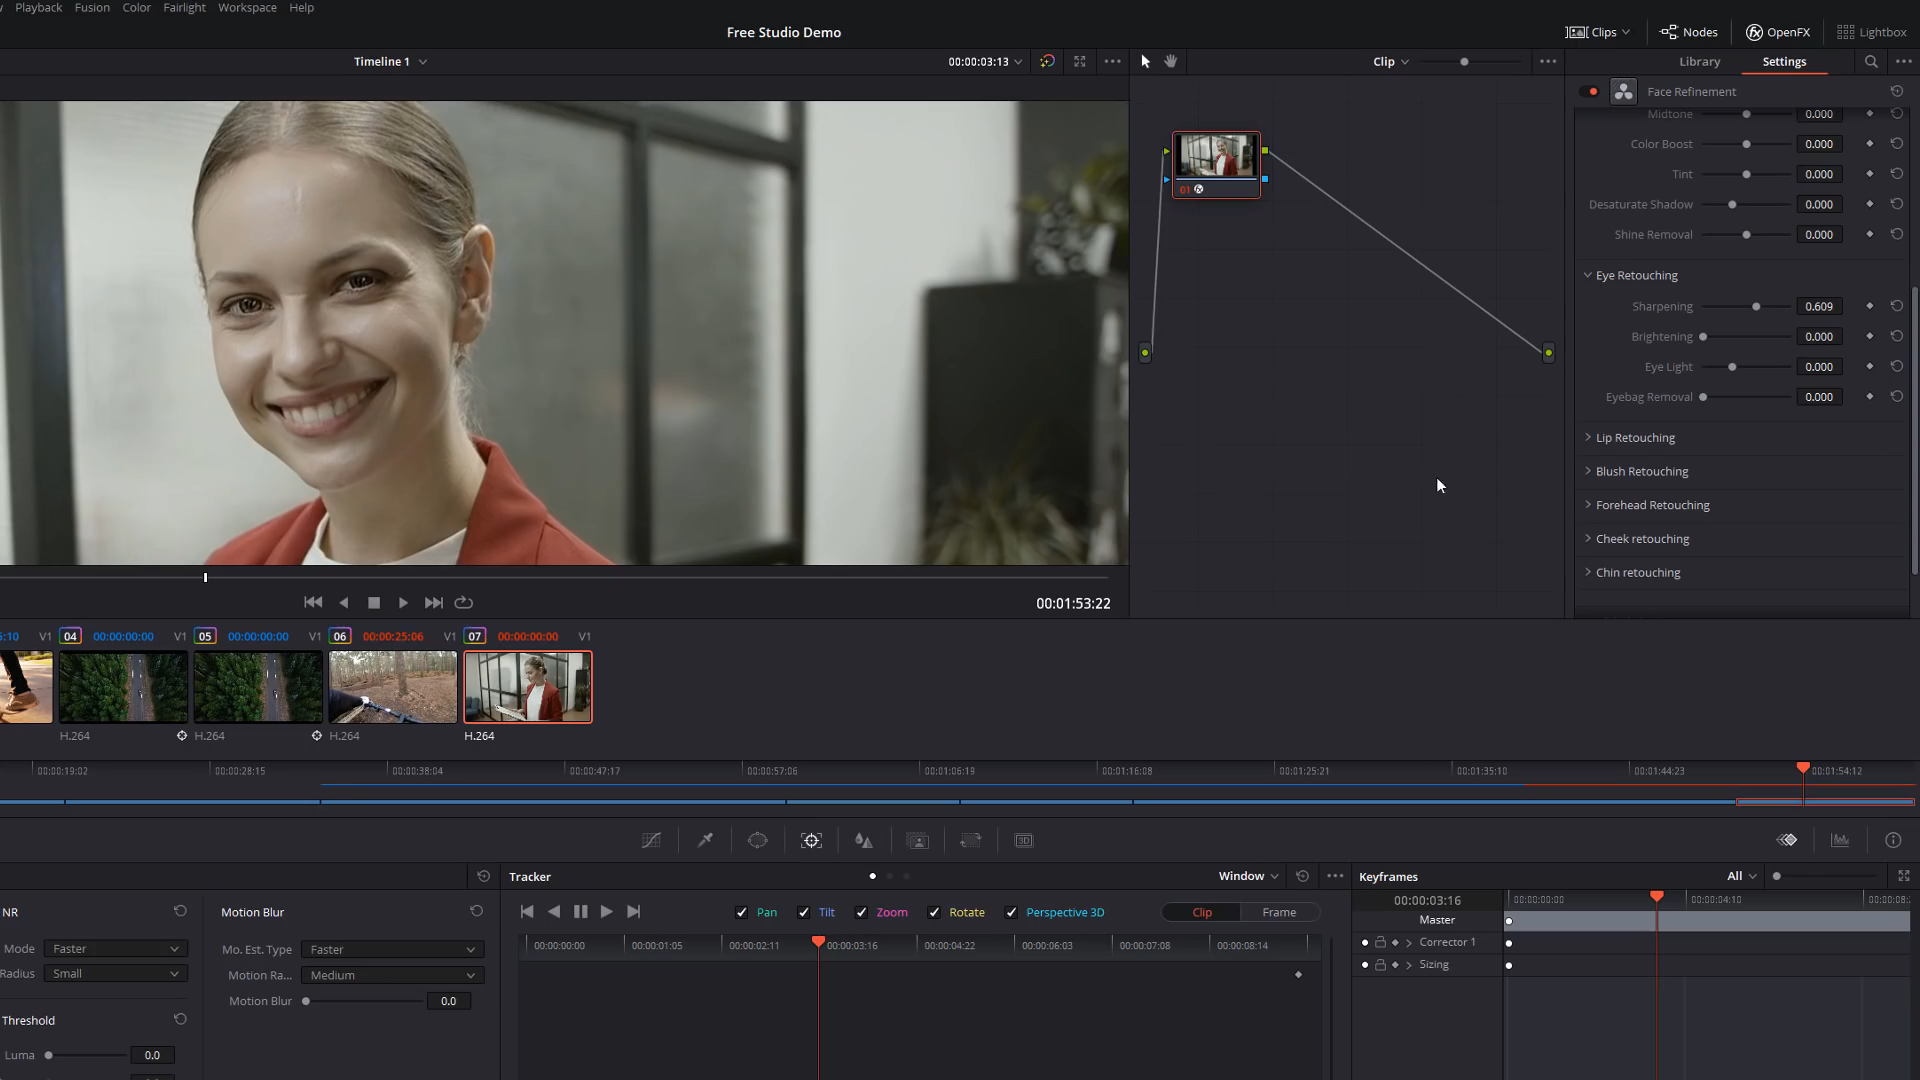 Playback Fusion Color Fairlight Workspace Help
Free Studio Demo
Clips Nodes OpenFX Lightbox
Timeline 1 00:00:03:13 Clip Library Settings
Face Refinement
Midtone 0.000
Color Boost 0.000
Tint 0.000
Desaturate Shadow 0.000
Shine Removal 0.000
Eye Retouching
Sharpening 0.609
Brightening 0.000
Eye Light 0.000
Eyebag Removal 0.000
Lip Retouching
Blush Retouching
Forehead Retouching
Cheek retouching
Chin retouching
01
00:01:53:22
5:10 V1 04 00:00:00:00 V1 05 00:00:00:00 V1 06 00:00:25:06 V1 07 00:00:00:00 V1
H.264 H.264 H.264 H.264
00:00:19:02 00:00:28:15 00:00:38:04 00:00:47:17 00:00:57:06 00:01:06:19 00:01:16:08 00:01:25:21 00:01:35:10 00:01:44:23 00:01:54:12
3D
Tracker Window Keyframes All
NR Motion Blur Pan Tilt Zoom Rotate Perspective 3D Clip Frame
00:00:03:16 00:00:00:00 00:00:04:10 00:00:08:
Master
Mode Faster Mo. Est. Type Faster
00:00:00:00 00:00:01:05 00:00:02:11 00:00:03:16 00:00:04:22 00:00:06:03 00:00:07:08 00:00:08:14
Corrector 1
Radius Small Motion Ra... Medium
Sizing
Motion Blur 0.0
Threshold
Luma 0.0